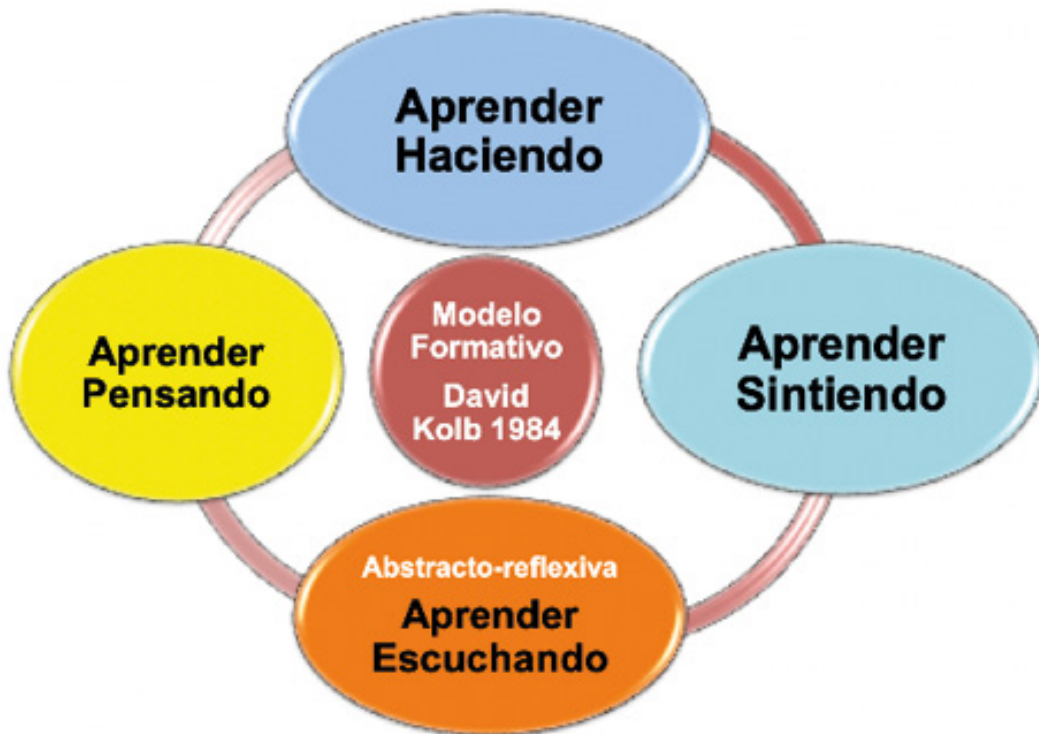 Aprender
Haciendo
Aprender
Pensando
Modelo
Formativo
David
Kolb 1984
Aprender
Sintiendo
Abstracto-reflexiva
Aprender
Escuchando